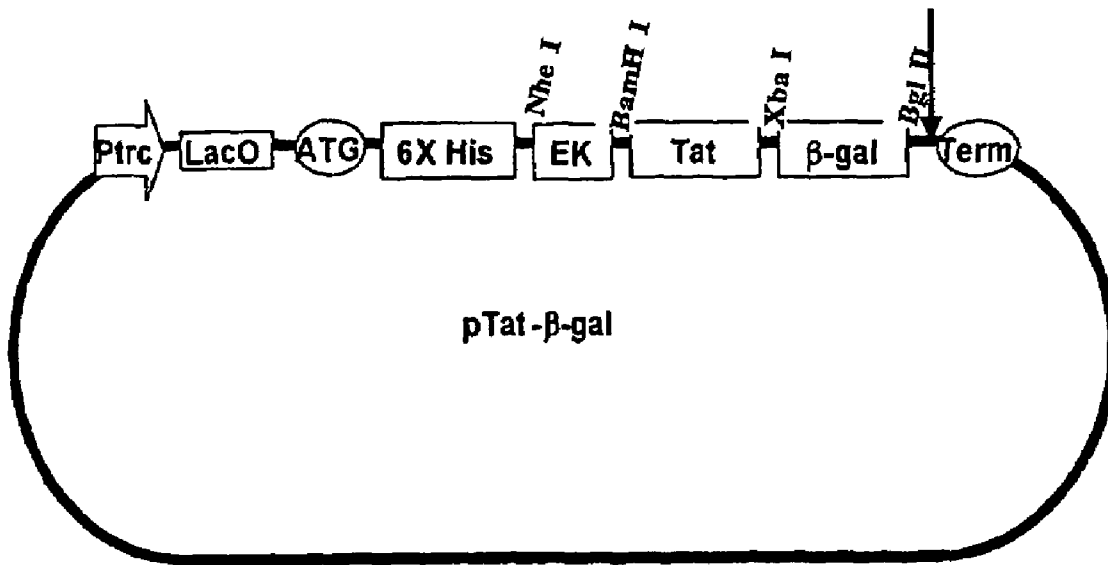 Nhe I
BamH I
Xba I
Bgl II
Ptrc
LacO
ATG
6X His
EK
Tat
β-gal
Term
pTat-β-gal